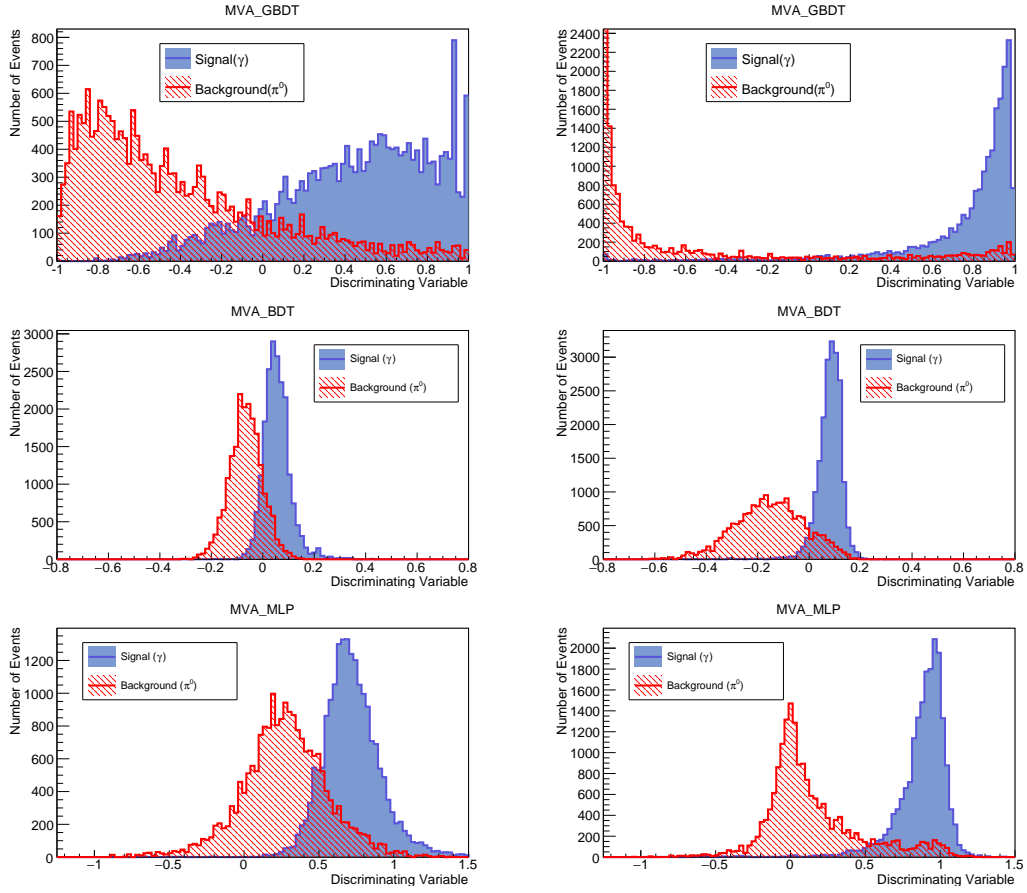 MVA_GBDT
Number of Events
800
700
600
500
400
300
200
100
0
Signal(γ)
Background(π⁰)
-1 -0.8 -0.6 -0.4 -0.2 0 0.2 0.4 0.6 0.8 1
Discriminating Variable
MVA_GBDT
Number of Events
2400
2200
2000
1800
1600
1400
1200
1000
800
600
400
200
0
Signal(γ)
Background(π⁰)
-1 -0.8 -0.6 -0.4 -0.2 0 0.2 0.4 0.6 0.8 1
Discriminating Variable
MVA_BDT
Number of Events
3000
2500
2000
1500
1000
500
0
Signal (γ)
Background (π⁰)
−0.8 −0.6 −0.4 −0.2 0 0.2 0.4 0.6 0.8
Discriminating Variable
MVA_BDT
Number of Events
3000
2500
2000
1500
1000
500
0
Signal (γ)
Background (π⁰)
−0.8 −0.6 −0.4 −0.2 0 0.2 0.4 0.6 0.8
Discriminating Variable
MVA_MLP
Number of Events
1200
1000
800
600
400
200
0
Signal (γ)
Background (π⁰)
−1 −0.5 0 0.5 1 1.5
Discriminating Variable
MVA_MLP
Number of Events
2000
1800
1600
1400
1200
1000
800
600
400
200
0
Signal (γ)
Background (π⁰)
−1 −0.5 0 0.5 1 1.5
Discriminating Variable